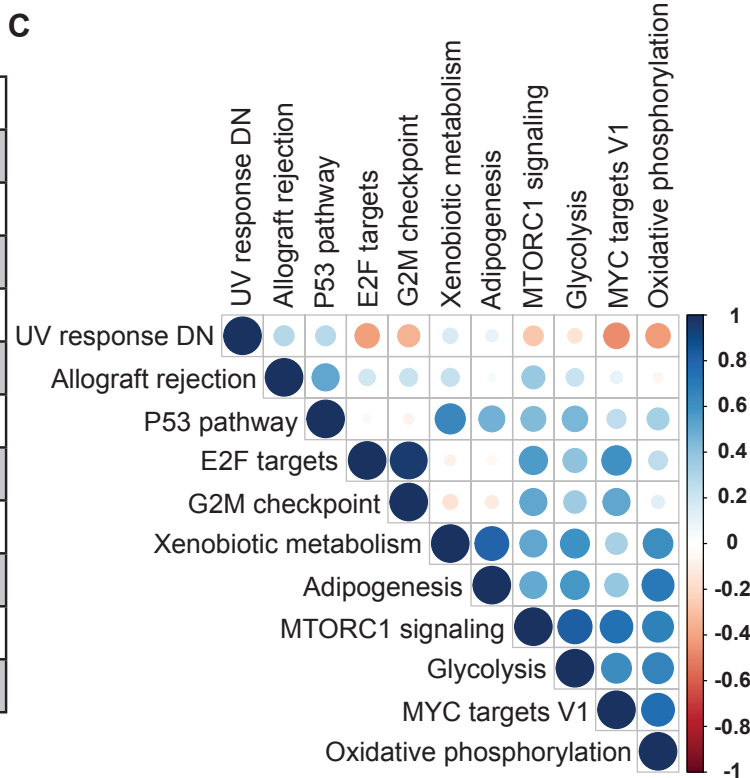 C
UV response DN
Allograft rejection
P53 pathway
E2F targets
G2M checkpoint
Xenobiotic metabolism
Adipogenesis
MTORC1 signaling
Glycolysis
MYC targets V1
Oxidative phosphorylation
UV response DN
Allograft rejection
P53 pathway
E2F targets
G2M checkpoint
Xenobiotic metabolism
Adipogenesis
MTORC1 signaling
Glycolysis
MYC targets V1
Oxidative phosphorylation
1
0.8
0.6
0.4
0.2
0
-0.2
-0.4
-0.6
-0.8
-1